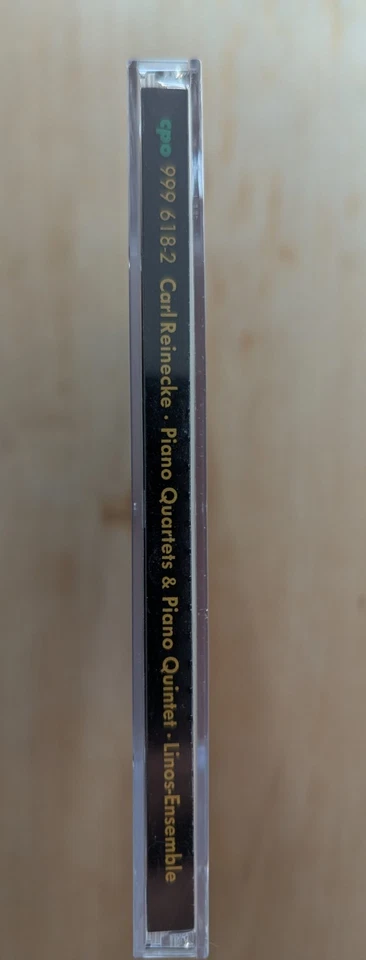 cpo 999 618-2 Carl Reinecke · Piano Quartets & Piano Quintet · Linos-Ensemble